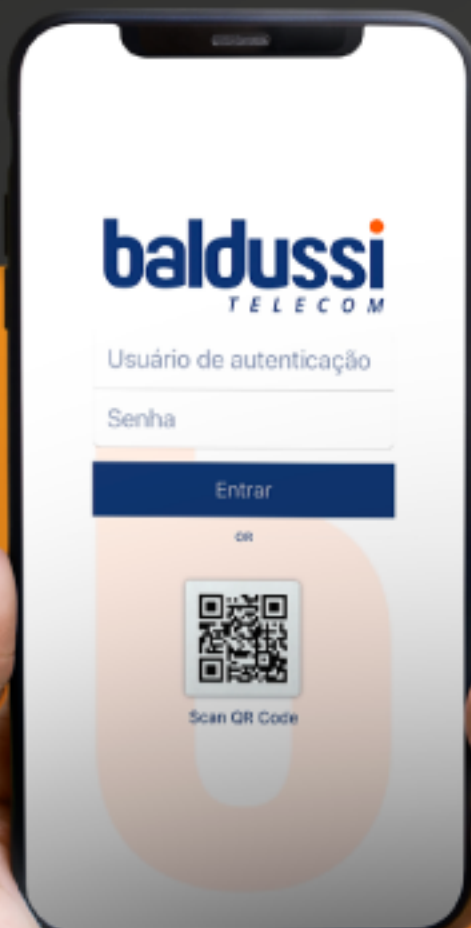 baldussi
TELECOM
Usuário de autenticação
Senha
Entrar
OR
Scan QR Code